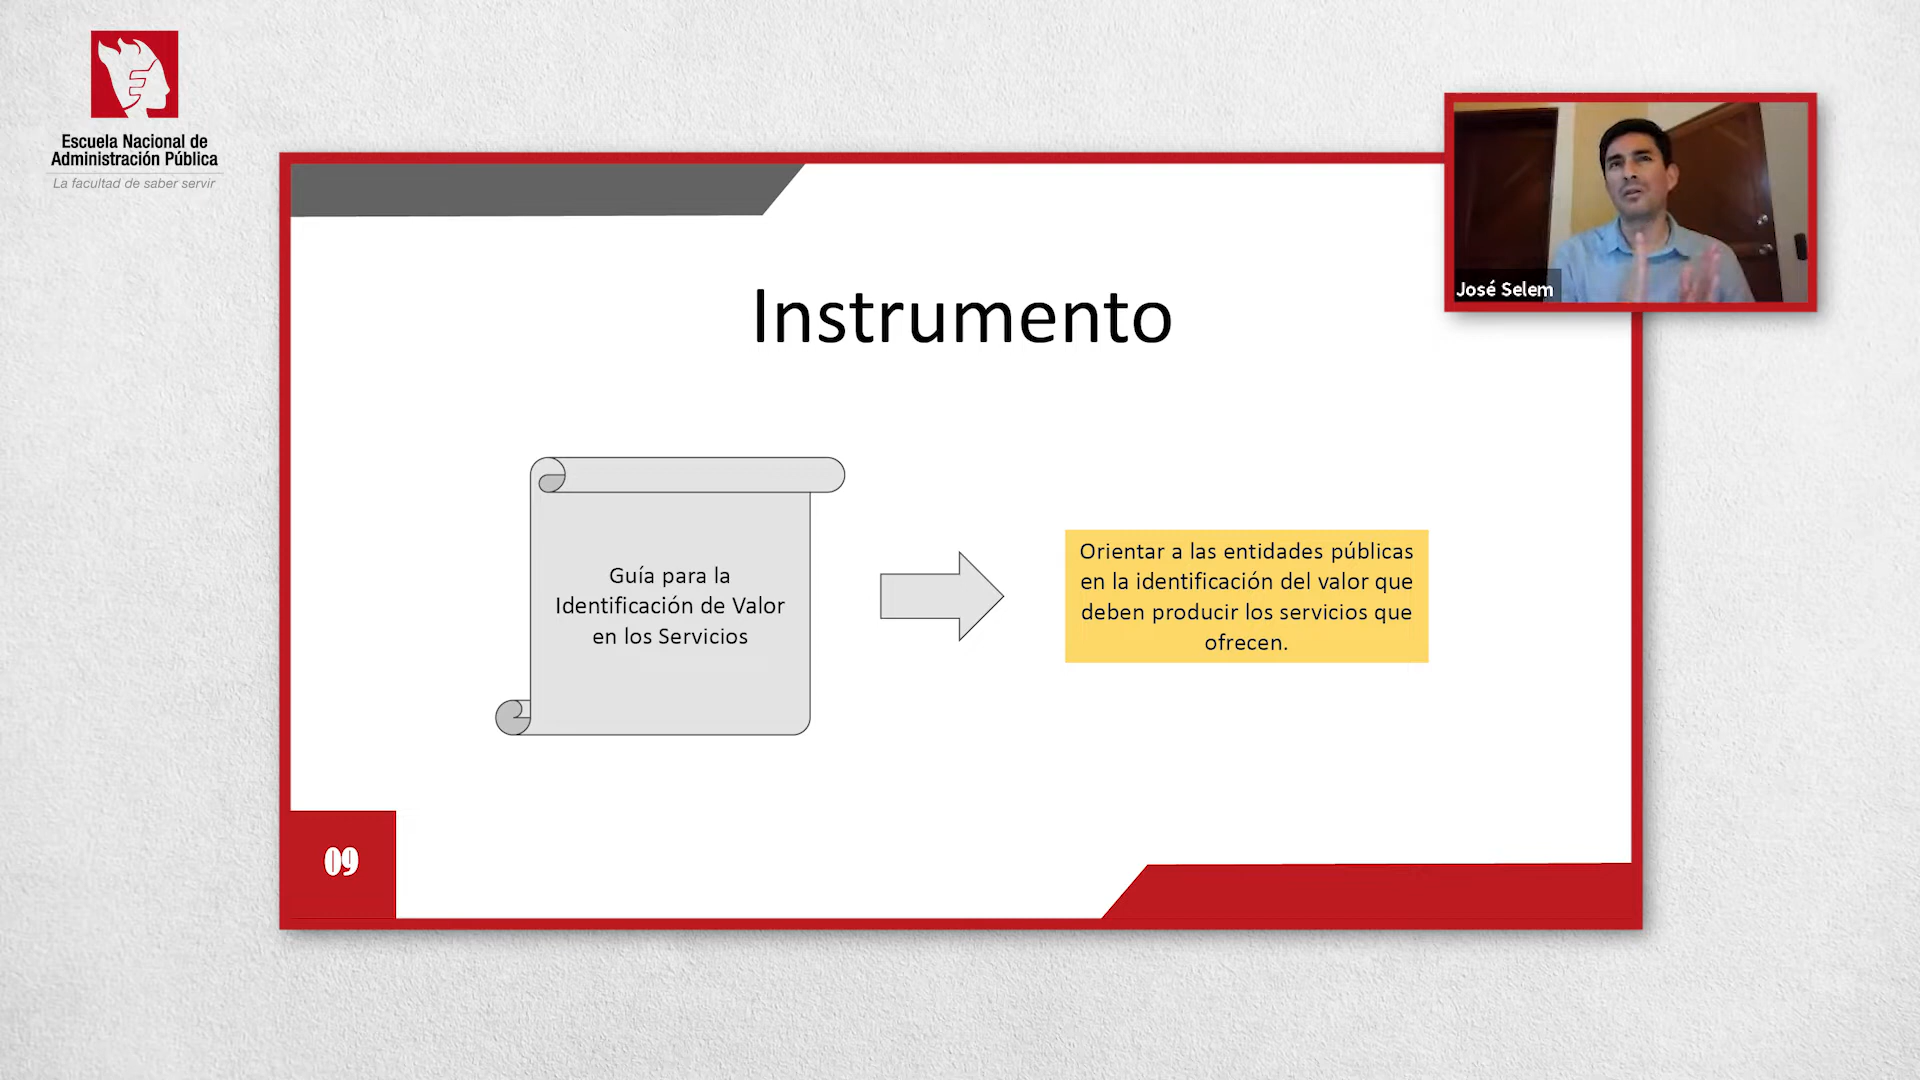 Escuela Nacional de
Administración Pública
La facultad de saber servir
José Selem
Instrumento
Guía para la
Identificación de Valor
en los Servicios
Orientar a las entidades públicas
en la identificación del valor que
deben producir los servicios que
ofrecen.
09